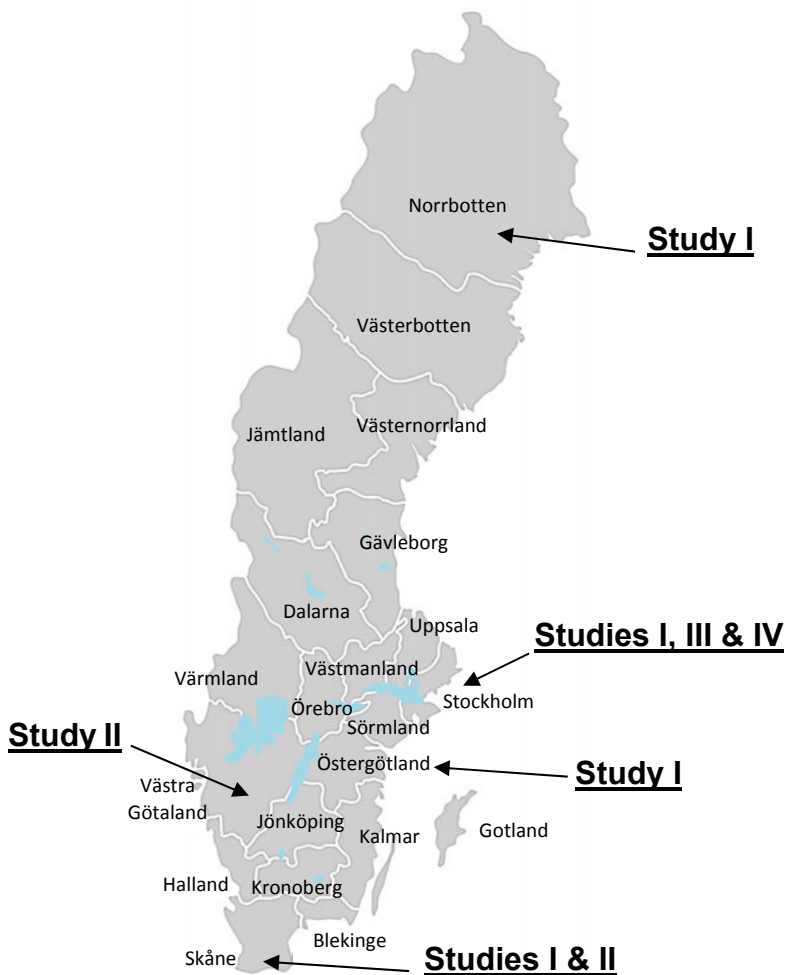 Norrbotten
Study I
Västerbotten
Västernorrland
Jämtland
Gävleborg
Dalarna
Uppsala
Studies I, III & IV
Västmanland
Värmland
Stockholm
Örebro
Sörmland
Study II
Östergötland
Study I
Västra
Götaland
Jönköping
Gotland
Kalmar
Halland
Kronoberg
Blekinge
Skåne
Studies I & II